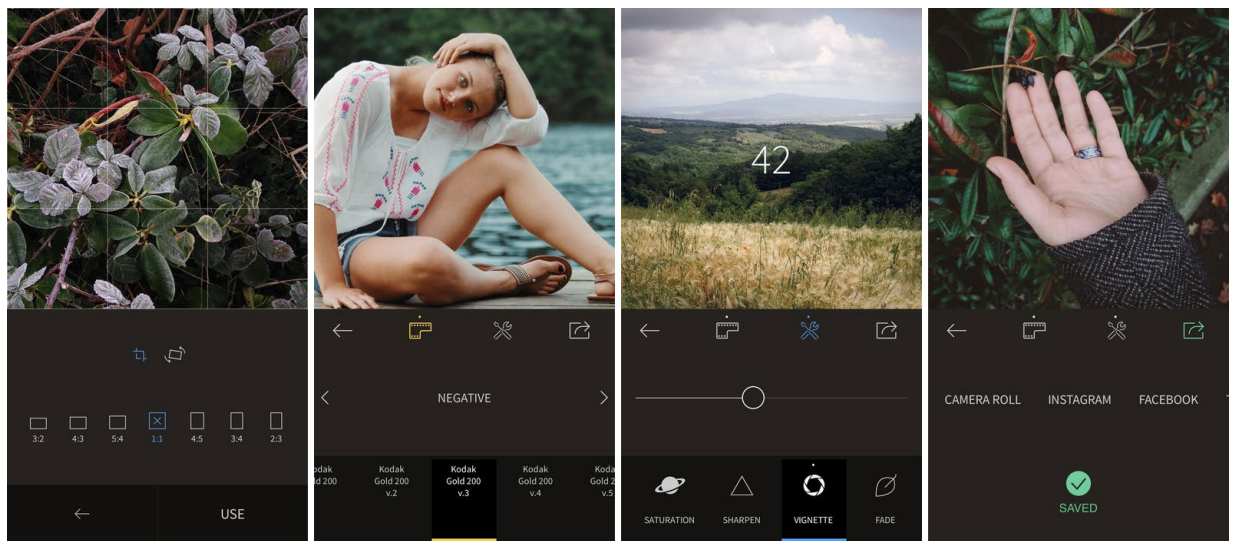 3:2
4:3
5:4
1:1
4:5
3:4
2:3
USE
NEGATIVE
Kodak
Gold 200
v.2
Kodak
Gold 200
v.3
Kodak
Gold 200
v.4
v.5
42
SATURATION
SHARPEN
VIGNETTE
FADE
CAMERA ROLL
INSTAGRAM
FACEBOOK
SAVED